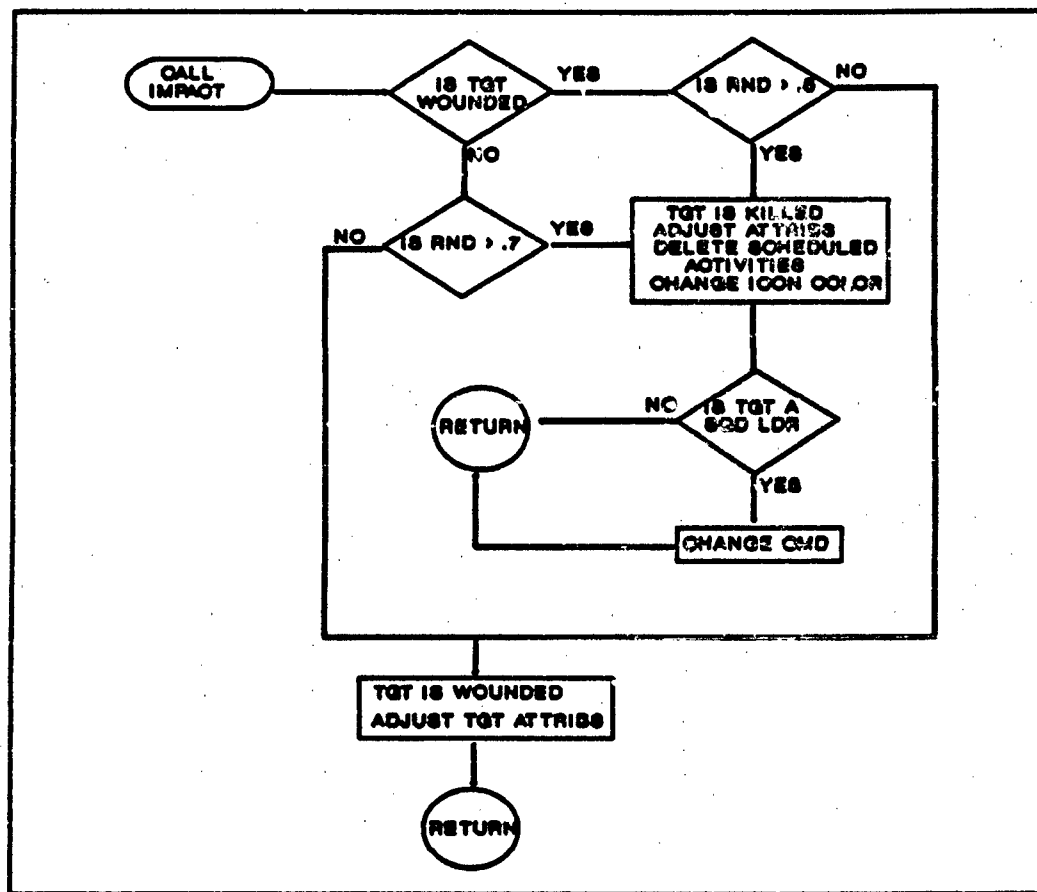 CALL
IMPACT
IS TGT
WOUNDED
YES
IS RND >
NO
NO
YES
NO
IS RND > .7
YES
TGT IS KILLED
ADJUST ATTRIBS
DELETE SCHEDULED
ACTIVITIES
CHANGE ICON COLOR
RETURN
NO
IS TGT A
SQD LDR
YES
CHANGE CMD
TGT IS WOUNDED
ADJUST TGT ATTRIBS
RETURN